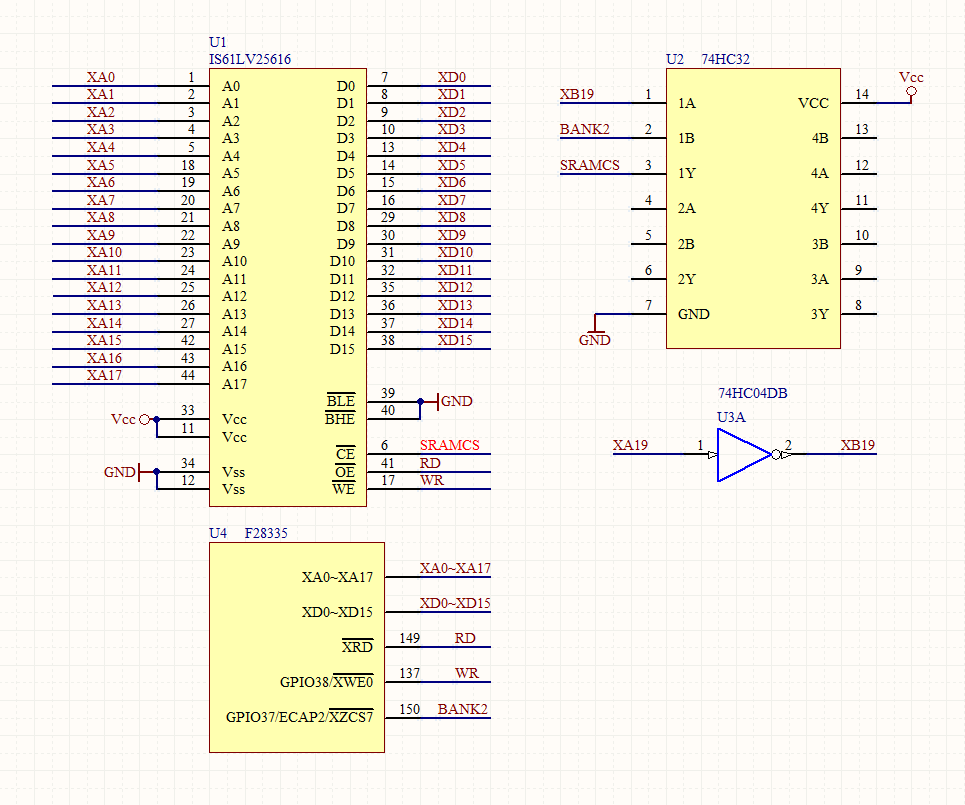 U1
IS61LV25616
XA0 1 A0 D0 7 XD0
XA1 2 A1 D1 8 XD1
XA2 3 A2 D2 9 XD2
XA3 4 A3 D3 10 XD3
XA4 5 A4 D4 13 XD4
XA5 18 A5 D5 14 XD5
XA6 19 A6 D6 15 XD6
XA7 20 A7 D7 16 XD7
XA8 21 A8 D8 29 XD8
XA9 22 A9 D9 30 XD9
XA10 23 A10 D10 31 XD10
XA11 24 A11 D11 32 XD11
XA12 25 A12 D12 35 XD12
XA13 26 A13 D13 36 XD13
XA14 27 A14 D14 37 XD14
XA15 42 A15 D15 38 XD15
XA16 43 A16
XA17 44 A17
BLE 39 GND
Vcc 33 Vcc BHE 40
11 Vcc
CE 6 SRAMCS
GND 34 Vss OE 41 RD
12 Vss WE 17 WR
U2 74HC32
Vcc
XB19 1 1A VCC 14
BANK2 2 1B 4B 13
SRAMCS 3 1Y 4A 12
4 2A 4Y 11
5 2B 3B 10
6 2Y 3A 9
7 GND 3Y 8
GND
74HC04DB
U3A
XA19 1 2 XB19
U4 F28335
XA0~XA17 XA0~XA17
XD0~XD15 XD0~XD15
XRD 149 RD
GPIO38/XWE0 137 WR
GPIO37/ECAP2/XZCS7 150 BANK2